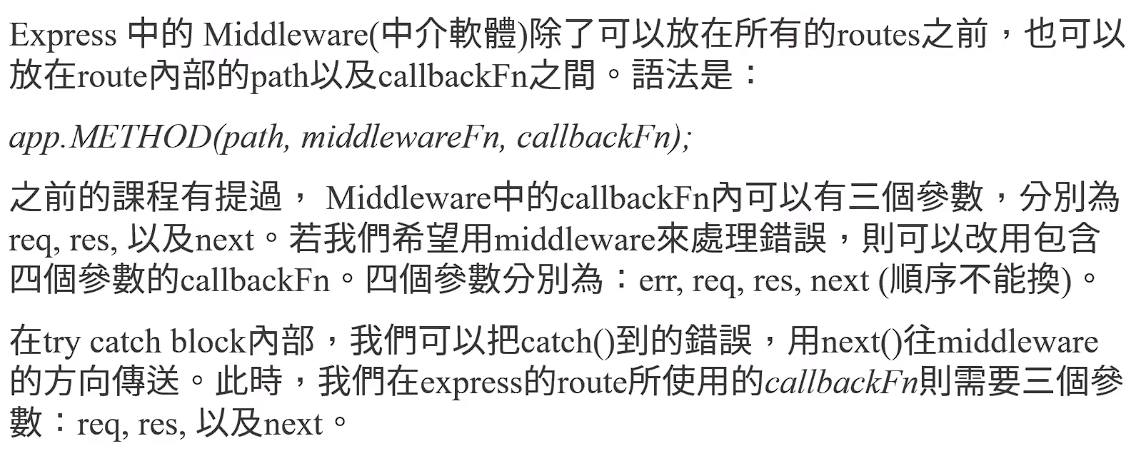 Express 中的 Middleware(中介軟體)除了可以放在所有的routes之前，也可以
放在route內部的path以及callbackFn之間。語法是：
app.METHOD(path, middlewareFn, callbackFn);
之前的課程有提過， Middleware中的callbackFn內可以有三個參數，分別為
req, res, 以及next。若我們希望用middleware來處理錯誤，則可以改用包含
四個參數的callbackFn。四個參數分別為：err, req, res, next (順序不能換)。
在try catch block內部，我們可以把catch()到的錯誤，用next()往middleware
的方向傳送。此時，我們在express的route所使用的callbackFn則需要三個參
數：req, res, 以及next。